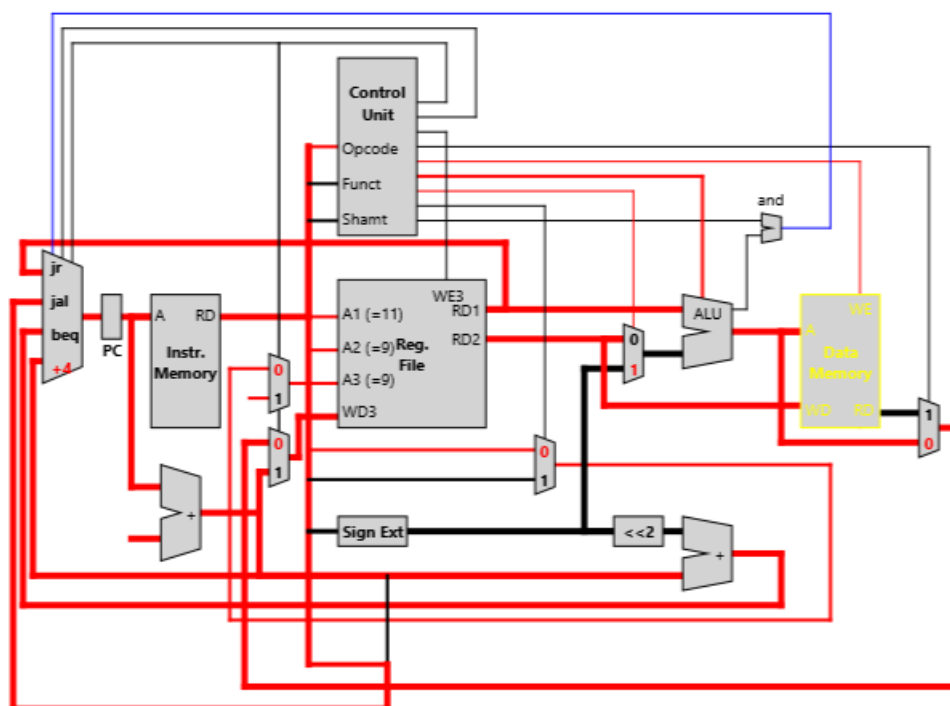 Control
Unit
Opcode
Funct
Shamt
and
jr
jal
beq
+4
PC
A RD
Instr.
Memory
WE3
A1 (=11) RD1
A2 (=9) RD2
Reg.
File
A3 (=9)
WD3
0
1
0
1
0
1
ALU
0
1
WE
A
Data
Memory
WD RD
1
0
+
Sign Ext
<<2
+